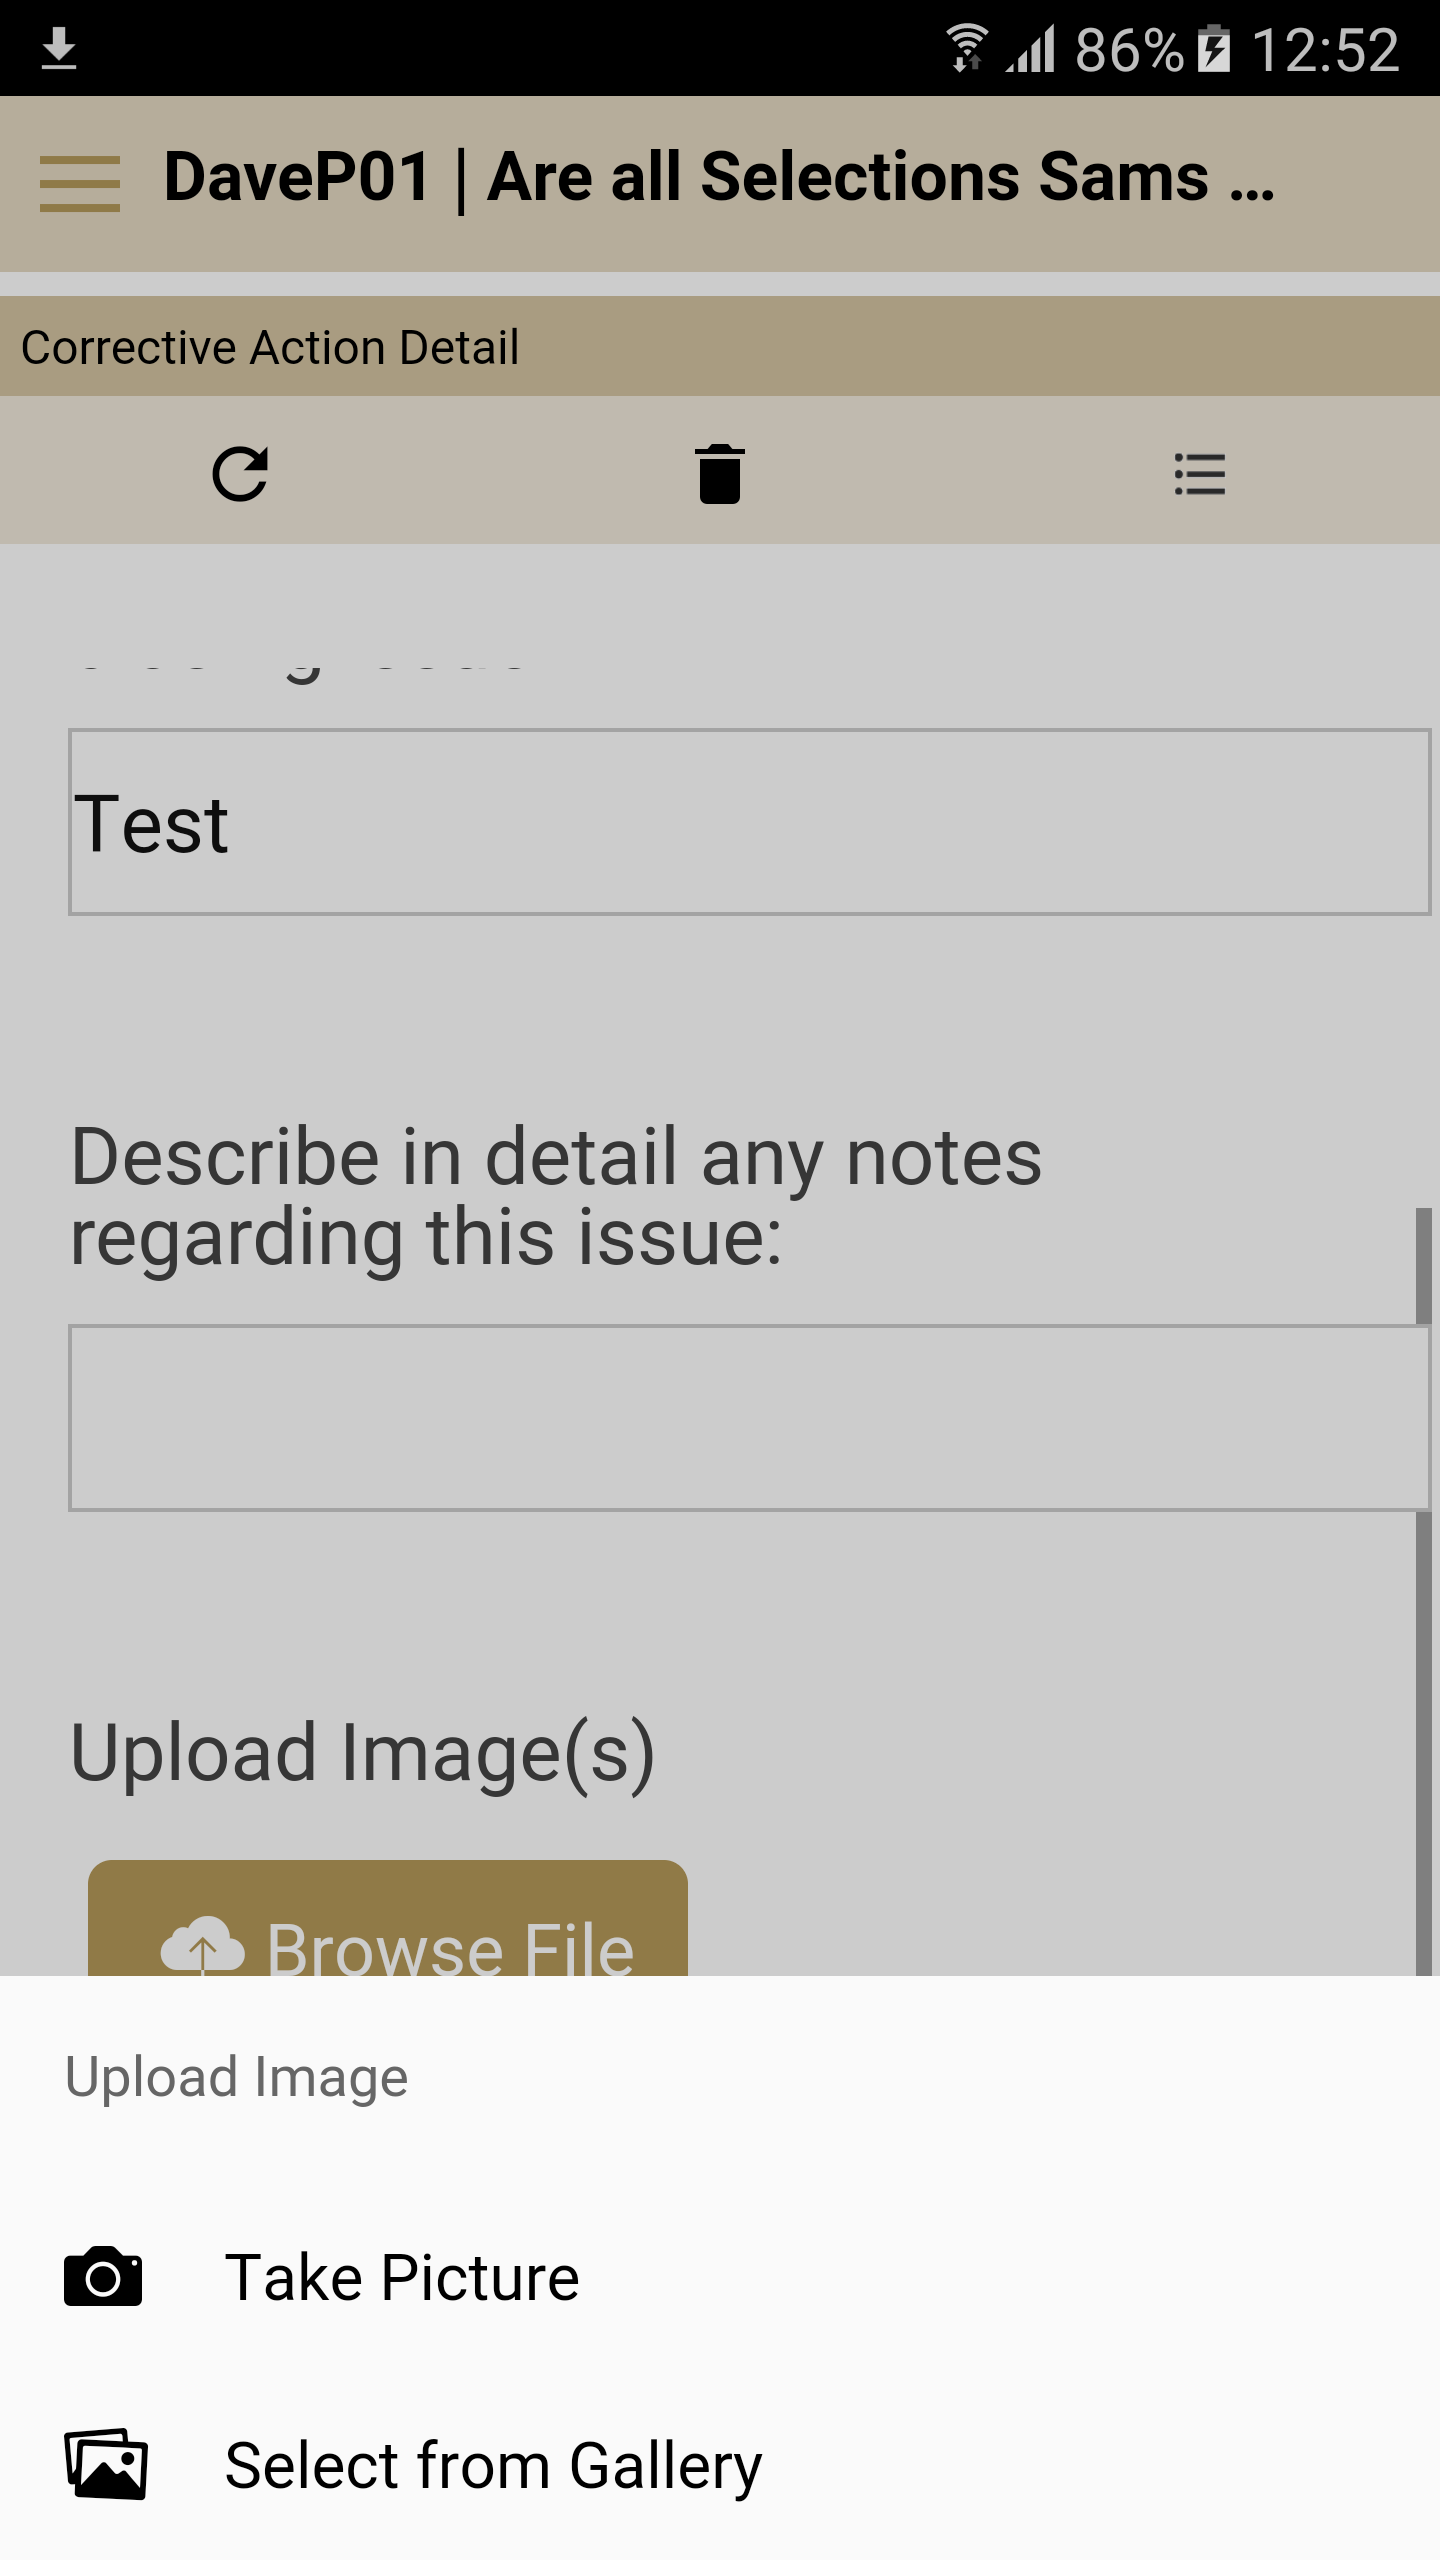 86% 12:52
DaveP01 | Are all Selections Sams ...
Corrective Action Detail
Test
Describe in detail any notes
regarding this issue:
Upload Image(s)
Browse File
Upload Image
Take Picture
Select from Gallery